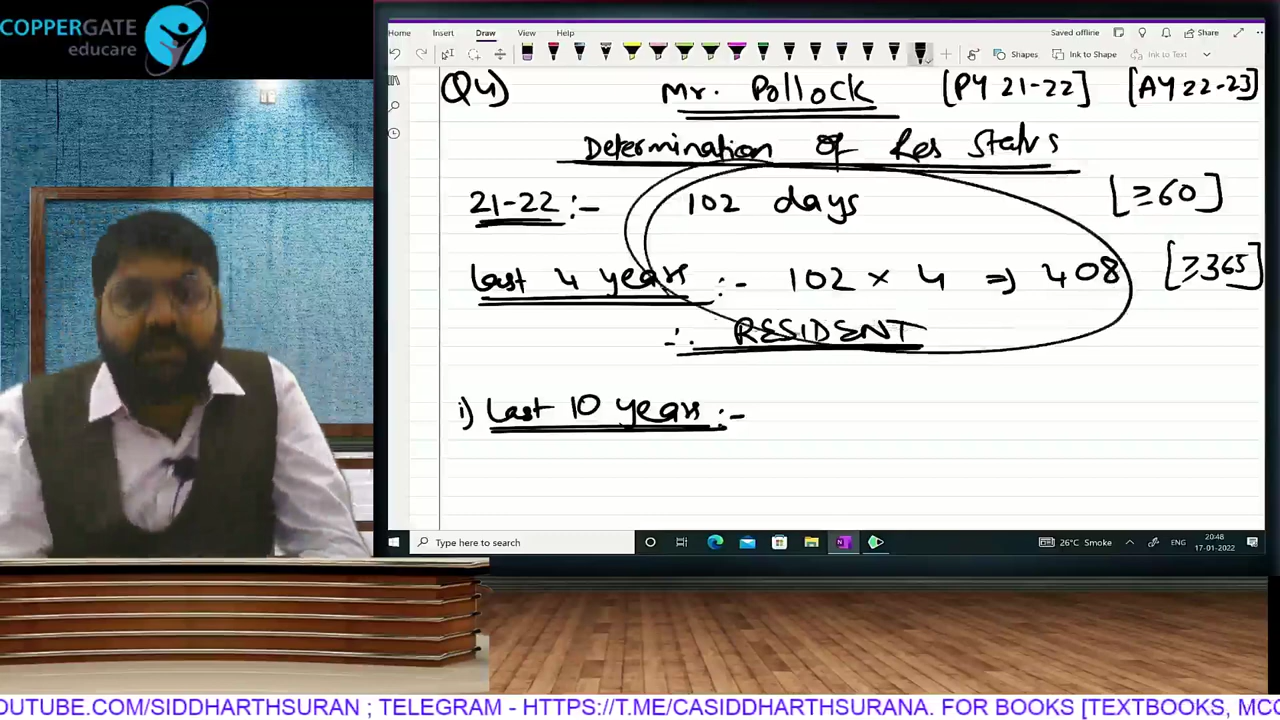 COPPERGATE
educare
Home Insert Draw View Help Saved offline Share
Shapes Ink to Shape Ink to Text
Q4) Mr. Pollock [PY 21-22] [AY 22-23]
Determination of Res Status
21-22 :- 102 days [≥60]
last 4 years :- 102 × 4 => 408 [≥365]
∴ RESIDENT
i) Last 10 years :-
Type here to search
26°C Smoke ENG 20:48
17-01-2022
OUTUBE.COM/SIDDHARTHSURAN ; TELEGRAM - HTTPS://T.ME/CASIDDHARTHSURANA. FOR BOOKS [TEXTBOOKS, MC